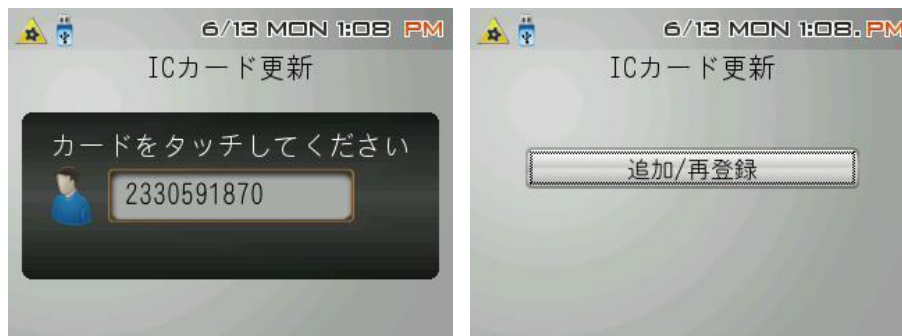 6/13 MON 1:08 PM
ICカード更新
カードをタッチしてください
2330591870
6/13 MON 1:08. PM
ICカード更新
追加/再登録